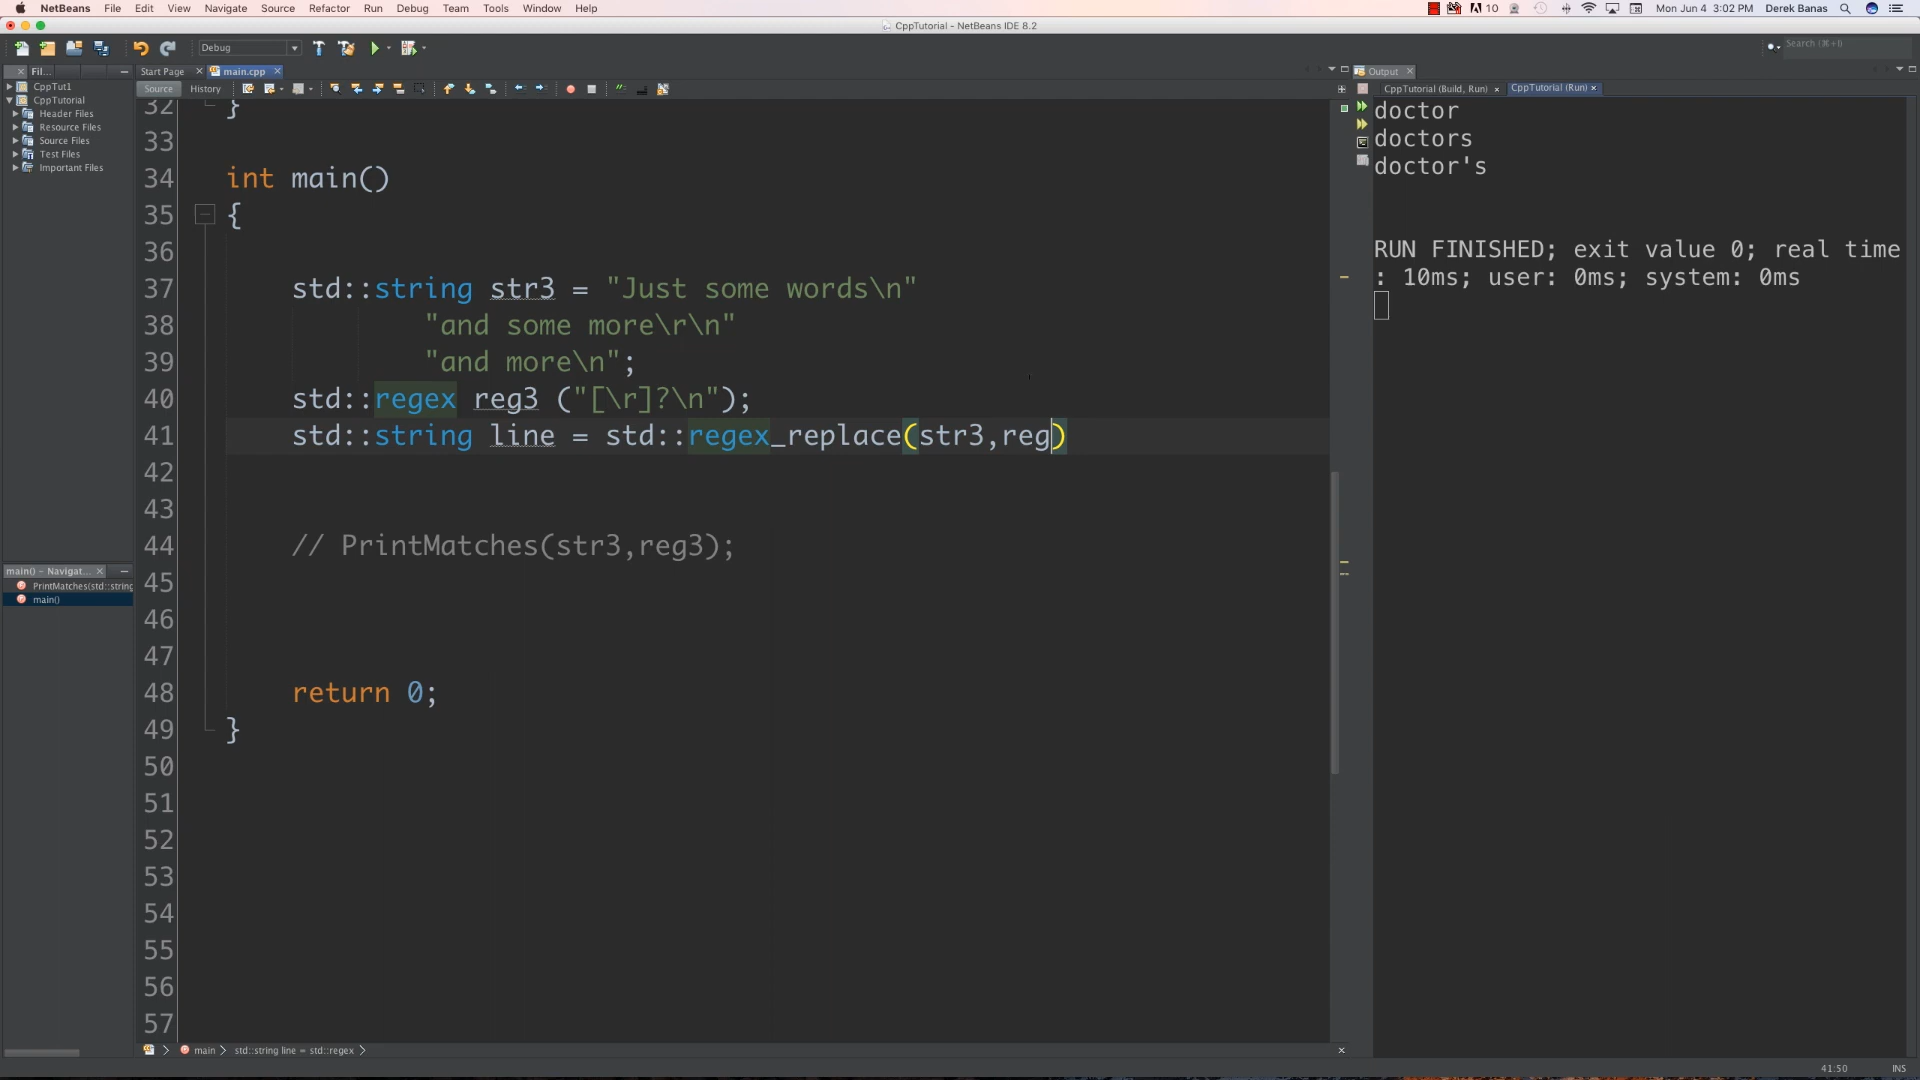 NetBeans File Edit View Navigate Source Refactor Run Debug Team Tools Window Help 10 Mon Jun 4 3:02 PM Derek Banas
CppTutorial - NetBeans IDE 8.2
Debug
Search (⌘+I)
Fil...
CppTut1
CppTutorial
Header Files
Resource Files
Source Files
Test Files
Important Files
main() - Navigat...
PrintMatches(std::string
main()
Start Page main.cpp
Source History
32 }
33
34 int main()
35 {
36
37 std::string str3 = "Just some words\n"
38 "and some more\r\n"
39 "and more\n";
40 std::regex reg3 ("[\r]?\n");
41 std::string line = std::regex_replace(str3,reg)
42
43
44 // PrintMatches(str3,reg3);
45
46
47
48 return 0;
49 }
50
51
52
53
54
55
56
57
main std::string line = std::regex
Output
CppTutorial (Build, Run) CppTutorial (Run)
doctor
doctors
doctor's
RUN FINISHED; exit value 0; real time
: 10ms; user: 0ms; system: 0ms
41:50 INS